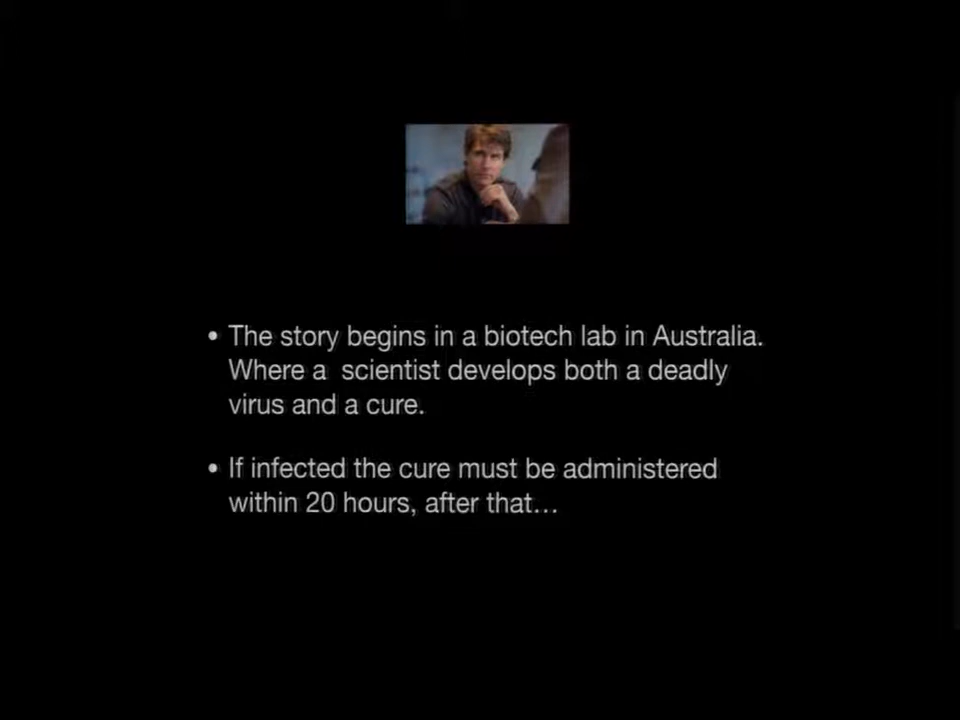 • The story begins in a biotech lab in Australia.
Where a  scientist develops both a deadly
virus and a cure.
• If infected the cure must be administered
within 20 hours, after that…